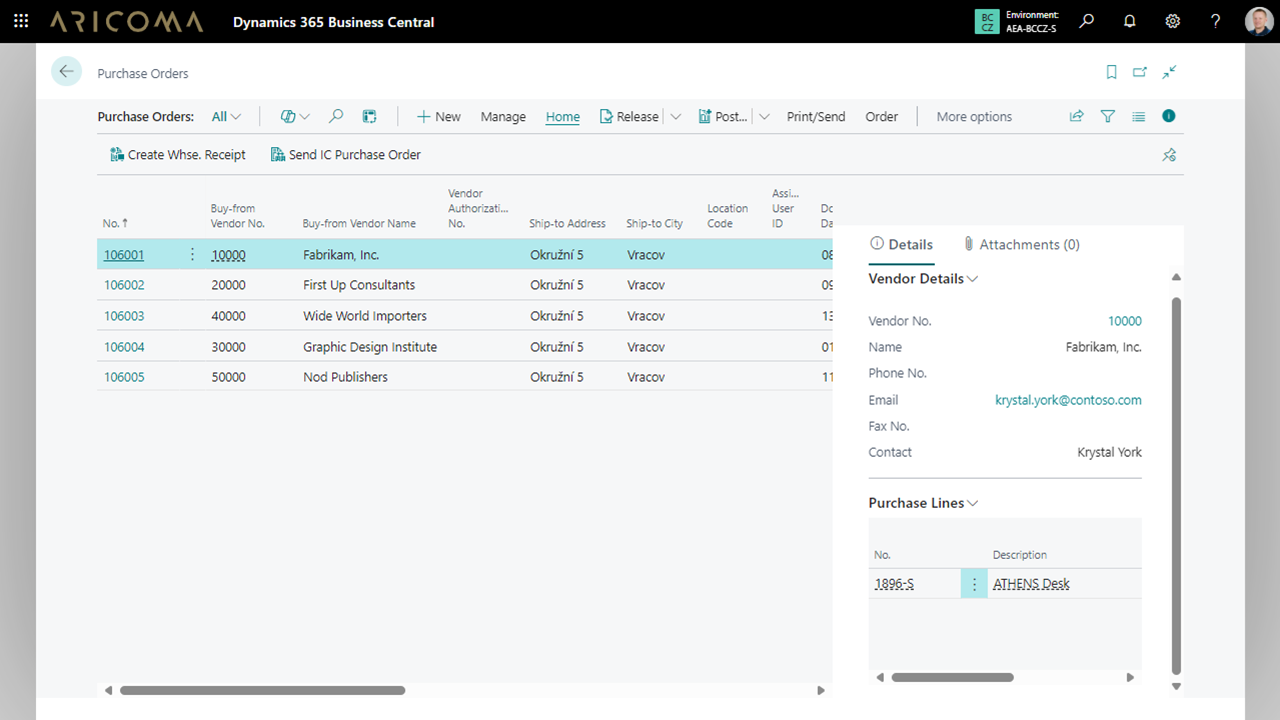 ARICOMA
Dynamics 365 Business Central
BC
CZ
Environment:
AEA-BCCZ-S
?
Purchase Orders
Purchase Orders: All
New Manage Home Release Post... Print/Send Order More options
Create Whse. Receipt Send IC Purchase Order
No. ↑
Buy-from
Vendor No.
Buy-from Vendor Name
Vendor
Authorizati...
No.
Ship-to Address
Ship-to City
Location
Code
Assi...
User
ID
Dc
Da
106001 10000 Fabrikam, Inc. Okružní 5 Vracov 08
106002 20000 First Up Consultants Okružní 5 Vracov 09
106003 40000 Wide World Importers Okružní 5 Vracov 13
106004 30000 Graphic Design Institute Okružní 5 Vracov 01
106005 50000 Nod Publishers Okružní 5 Vracov 11
Details Attachments (0)
Vendor Details
Vendor No. 10000
Name Fabrikam, Inc.
Phone No.
Email krystal.york@contoso.com
Fax No.
Contact Krystal York
Purchase Lines
No. Description
1896-S ATHENS Desk